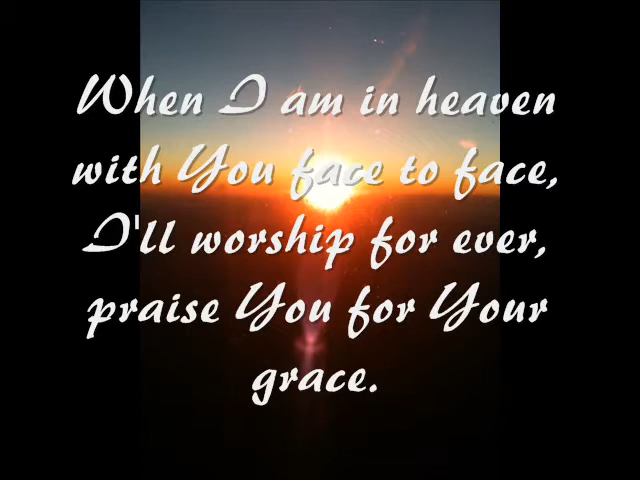 When I am in heaven
with You face to face,
I'll worship for ever,
praise You for Your
grace.